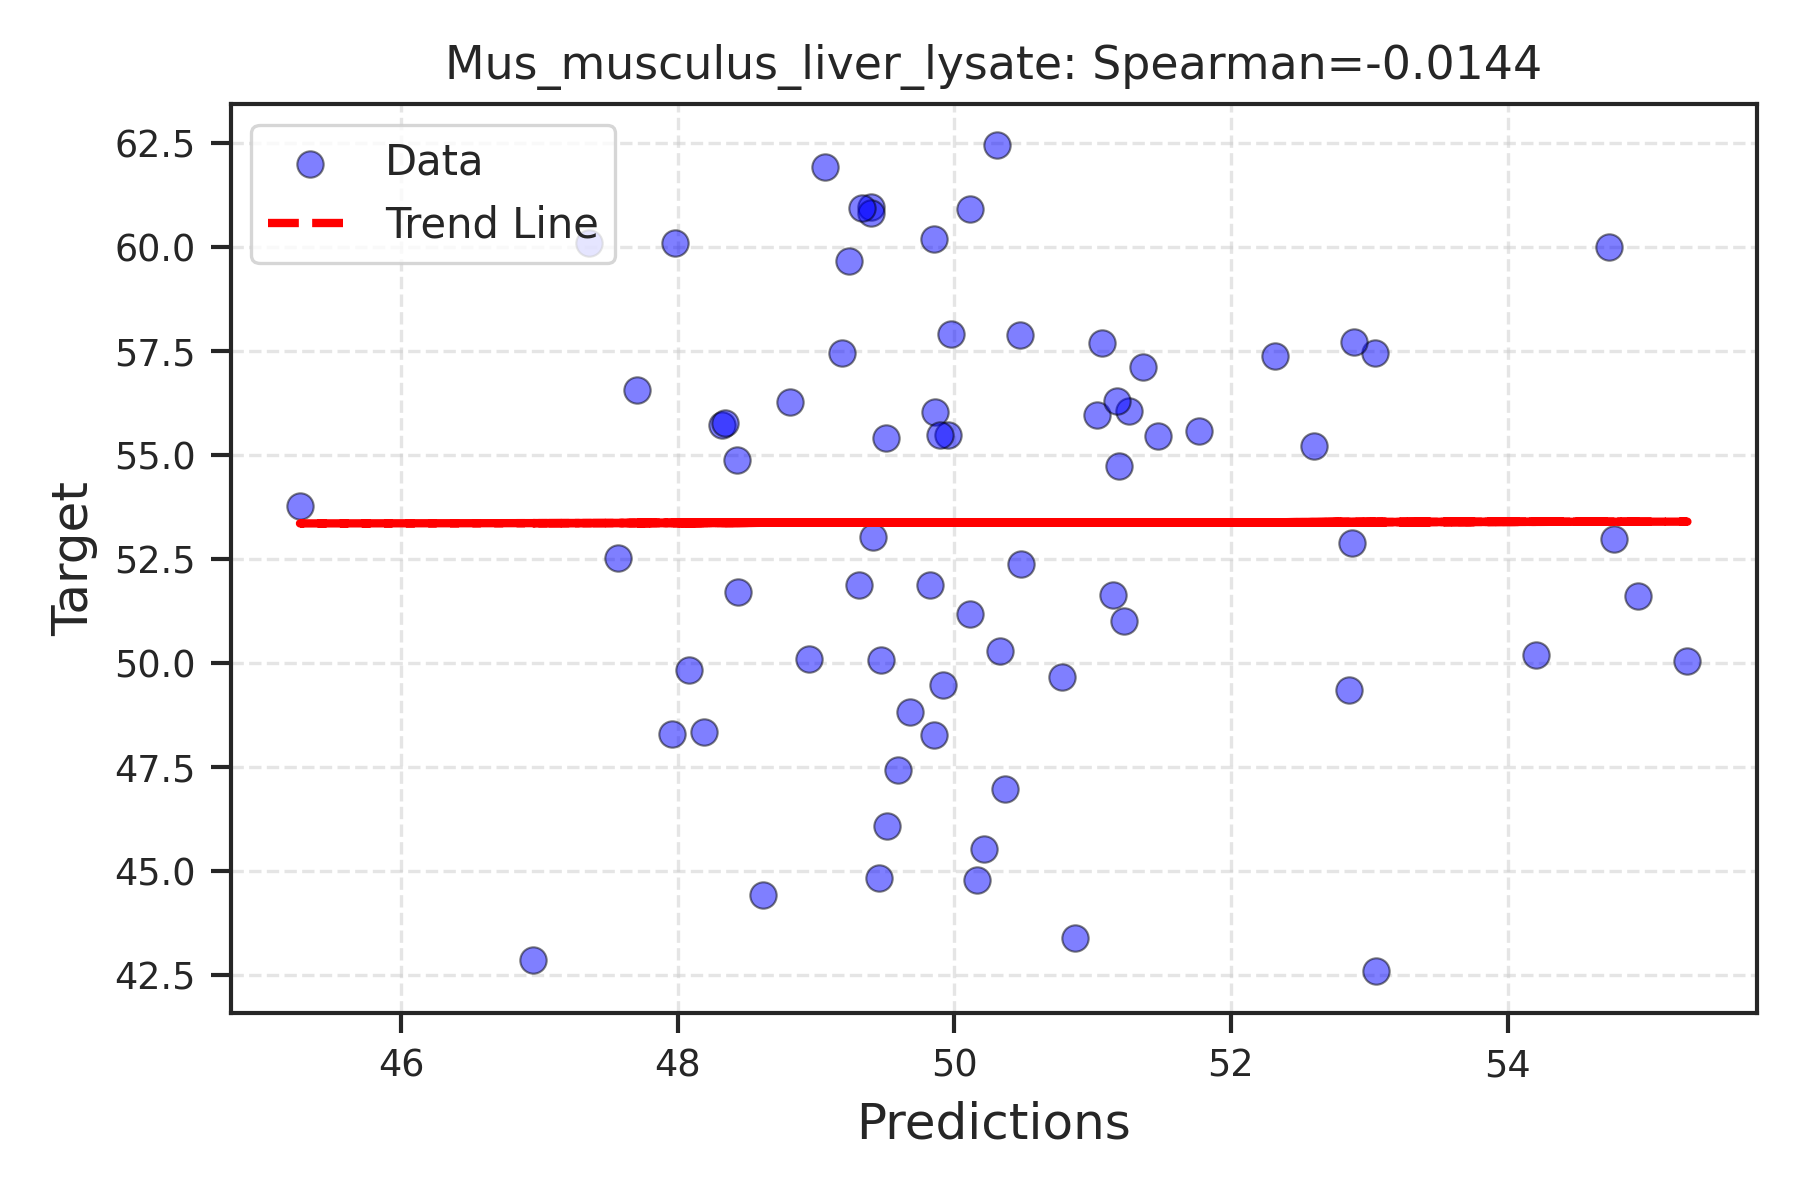 Mus_musculus_liver_lysate: Spearman=-0.0144
Data
Trend Line
62.5
60.0
57.5
55.0
52.5
50.0
47.5
45.0
42.5
Target
46 48 50 52 54
Predictions